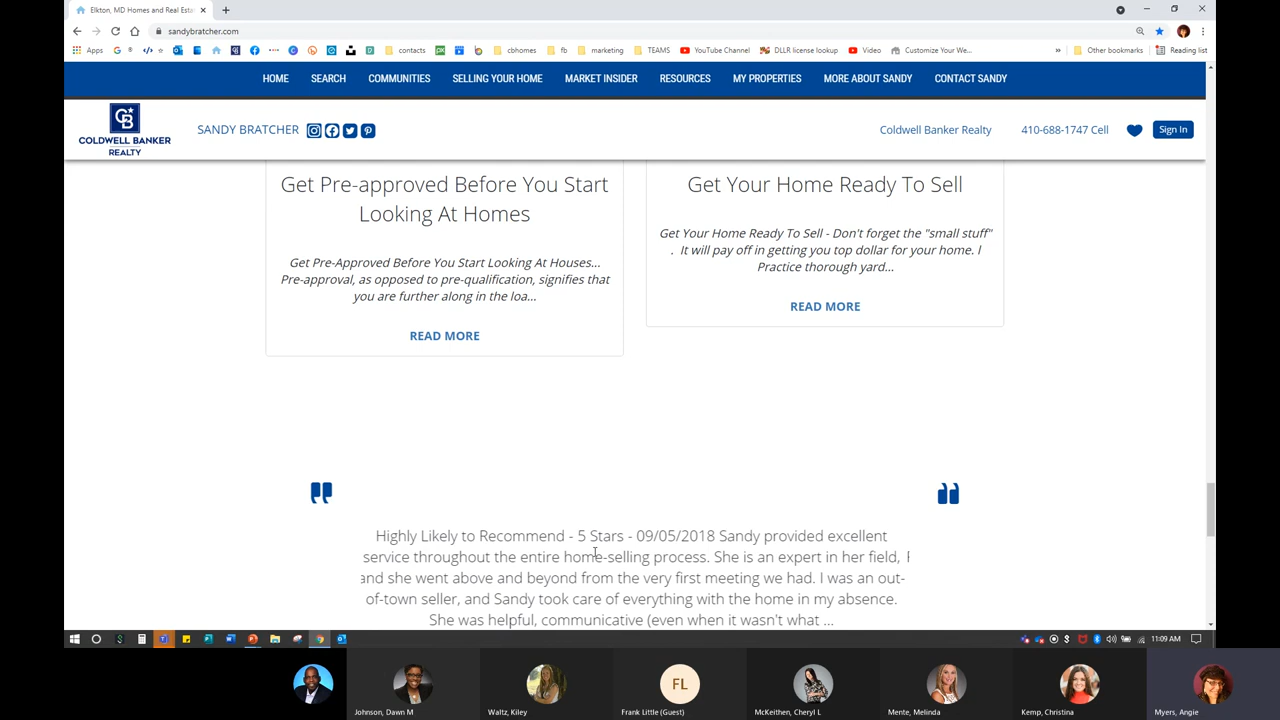 Elkton, MD Homes and Real Esta
sandybratcher.com
Apps
contacts
cbhomes
fb
marketing
TEAMS
YouTube Channel
DLLR license lookup
Video
Customize Your We...
»
Other bookmarks
Reading list
HOME
SEARCH
COMMUNITIES
SELLING YOUR HOME
MARKET INSIDER
RESOURCES
MY PROPERTIES
MORE ABOUT SANDY
CONTACT SANDY
COLDWELL BANKER
REALTY
SANDY BRATCHER
Coldwell Banker Realty
410-688-1747 Cell
Sign In
Get Pre-approved Before You Start
Looking At Homes
Get Pre-Approved Before You Start Looking At Houses...
Pre-approval, as opposed to pre-qualification, signifies that
you are further along in the loa...
READ MORE
Get Your Home Ready To Sell
Get Your Home Ready To Sell - Don't forget the "small stuff"
. It will pay off in getting you top dollar for your home. l
Practice thorough yard...
READ MORE
Highly Likely to Recommend - 5 Stars - 09/05/2018 Sandy provided excellent
service throughout the entire home-selling process. She is an expert in her field,
and she went above and beyond from the very first meeting we had. I was an out-
of-town seller, and Sandy took care of everything with the home in my absence.
She was helpful, communicative (even when it wasn't what ...
11:09 AM
FL
Johnson, Dawn M
Waltz, Kiley
Frank Little (Guest)
McKeithen, Cheryl L
Mente, Melinda
Kemp, Christina
Myers, Angie